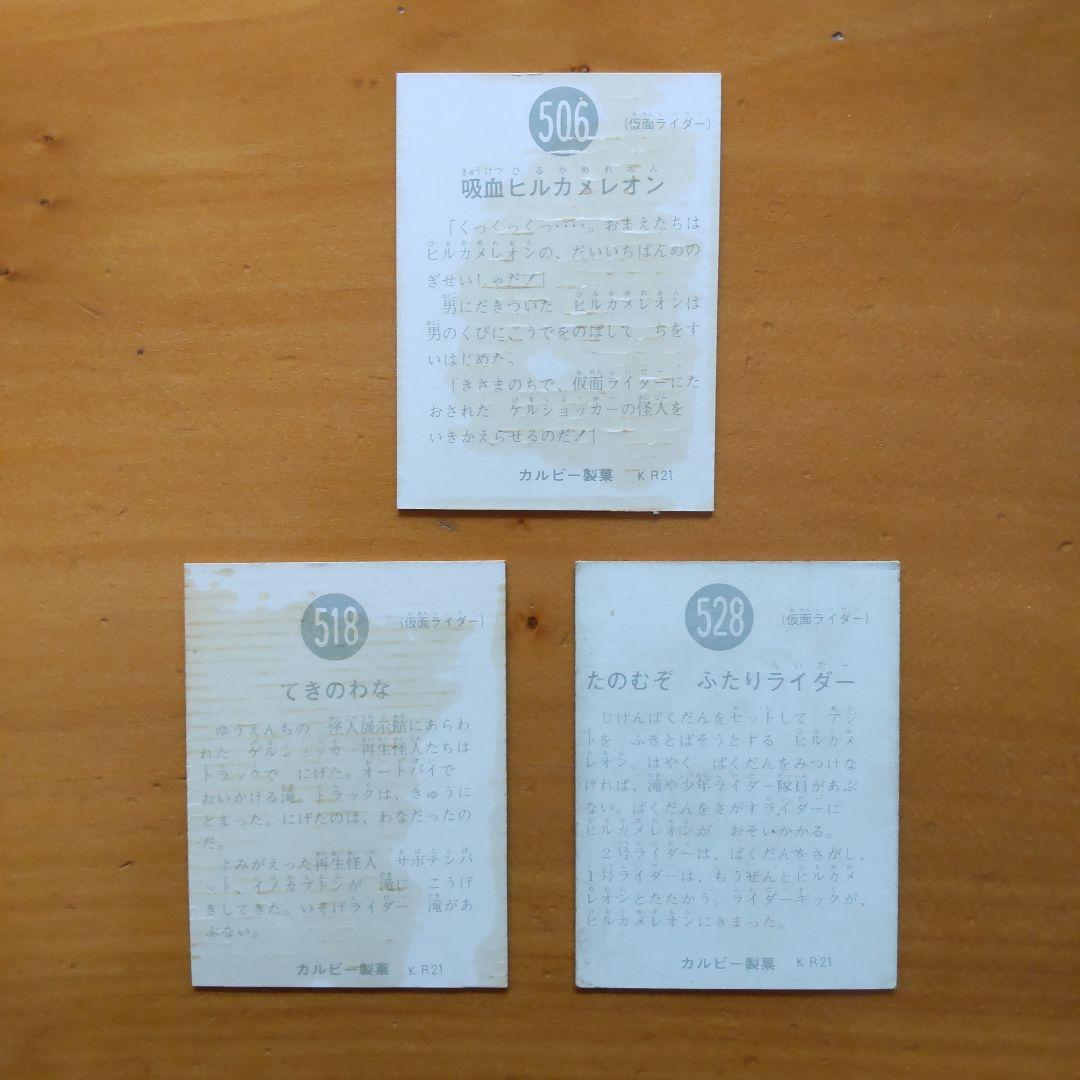 506
(仮面ライダー)
吸血ヒルカメレオン
「くっくっくっ‥‥。おまえたちは
ヒルカメレオンの、だいいちばんめの
ぎせいしゃだ！」
男にだきついた　ヒルカメレオンは
男のくびに、こうでをのばして　ちをす
いはじめた。
「きさまのちで、仮面ライダーにた
おされた　ゲルショッカーの怪人を
いきかえらせるのだ！」
カルビー製菓　KR21
518
(仮面ライダー)
てきのわな
ゆうえんちの　怪人展示館にあらわ
れた　ゲルショッカー再生怪人たちは
トラックで　にげた。オートバイで
おいかける滝。トラックは、きゅうに
とまった。にげたのは、わなだったの
だ。
よみがえった再生怪人　サボテンバ
ット、イノカブトンが　滝に　こうげ
きしてきた。いそげライダー　滝があ
ぶない。
カルビー製菓　KR21
528
(仮面ライダー)
たのむぞ　ふたりライダー
じげんばくだんをセットして　アジ
トを　ふきとばそうとする　ヒルカメ
レオン。はやく　ばくだんをみつけな
ければ、滝や少年ライダー隊員があぶ
ない。ばくだんをさがすライダーに
ヒルカメレオンが　おそいかかる。
2号ライダーは、ばくだんをさがし、
1号ライダーは、もうぜんとヒルカメ
レオンとたたかう。ライダーキックが、
ヒルカメレオンにきまった。
カルビー製菓　KR21